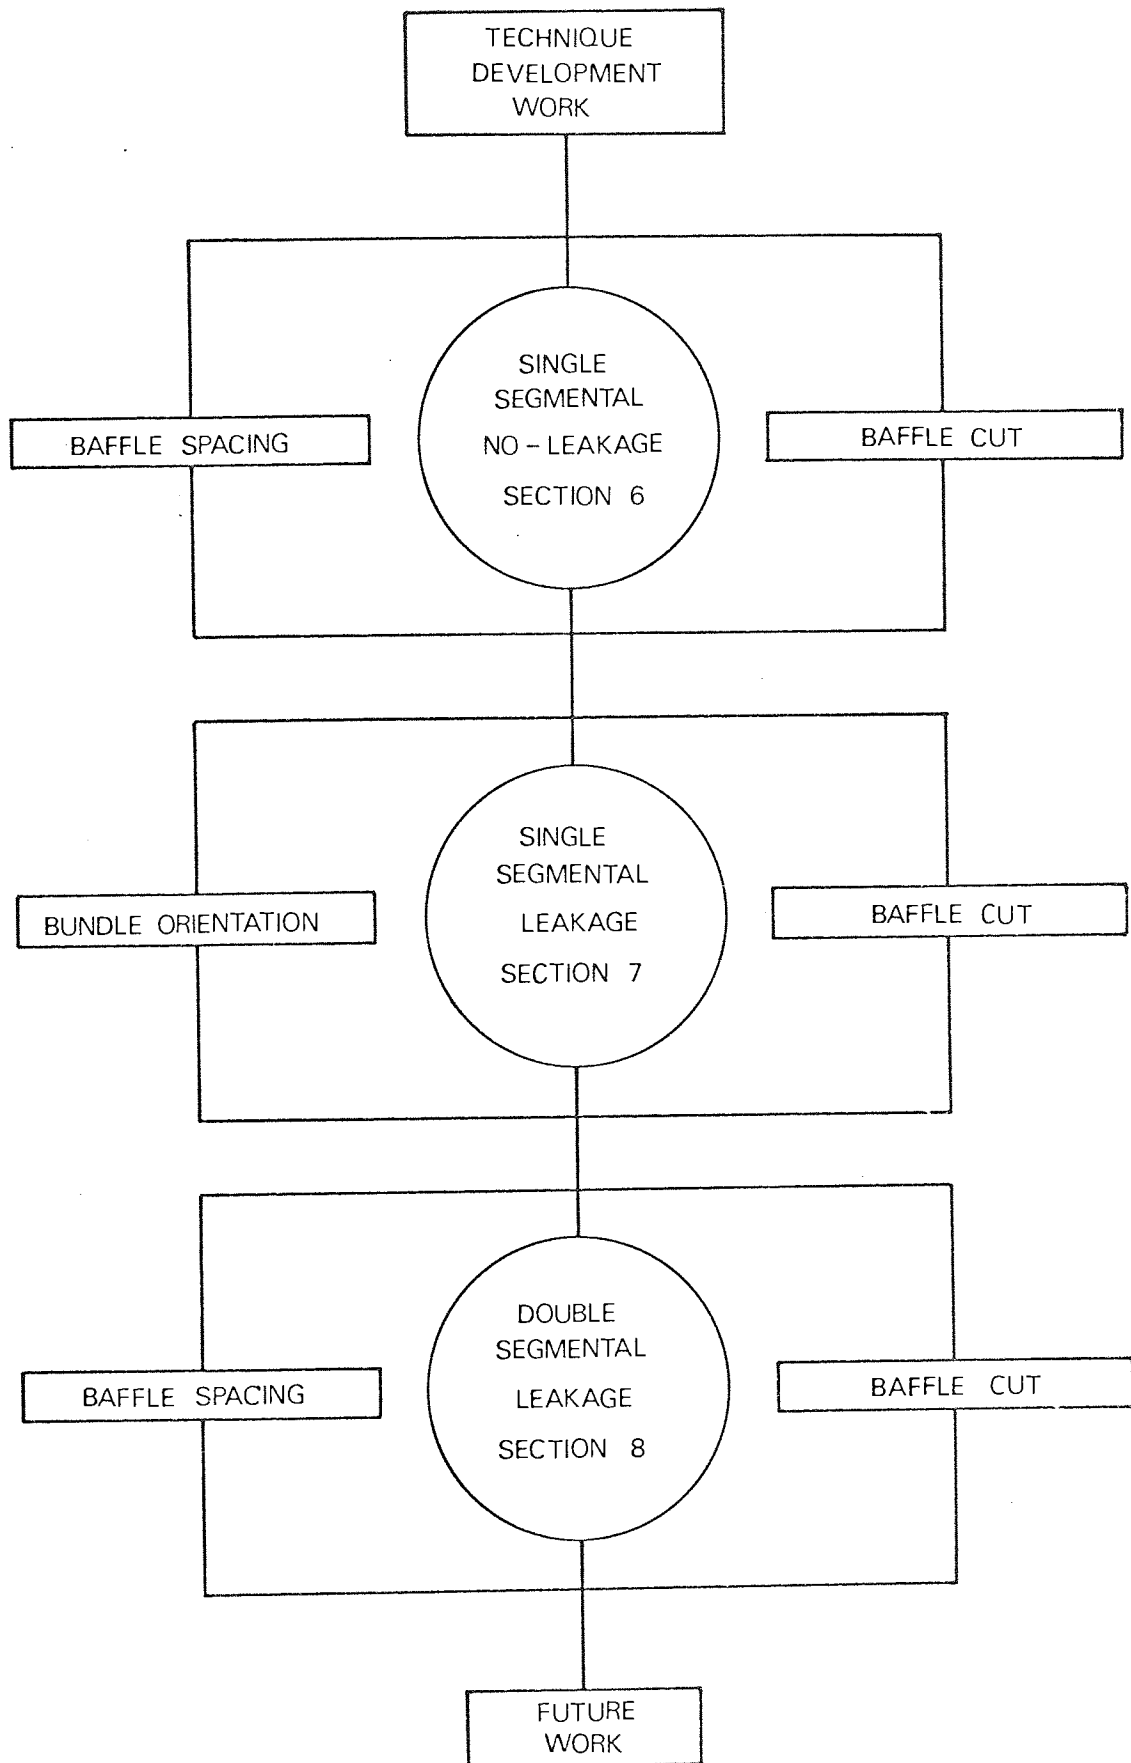 TECHNIQUE
DEVELOPMENT
WORK
SINGLE
SEGMENTAL
NO – LEAKAGE
SECTION 6
BAFFLE SPACING
BAFFLE CUT
SINGLE
SEGMENTAL
LEAKAGE
SECTION 7
BUNDLE ORIENTATION
BAFFLE CUT
DOUBLE
SEGMENTAL
LEAKAGE
SECTION 8
BAFFLE SPACING
BAFFLE CUT
FUTURE
WORK